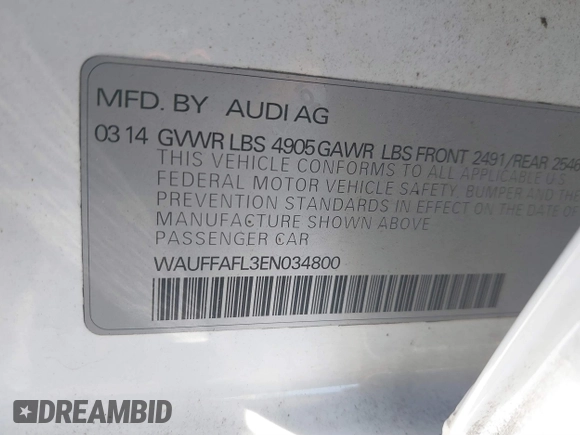 MFD. BY AUDI AG
03 14 GVWR LBS 4905 GAWR LBS FRONT 2491/REAR 2546
THIS VEHICLE CONFORMS TO ALL APPLICABLE U.S.
FEDERAL MOTOR VEHICLE SAFETY, BUMPER AND THE
PREVENTION STANDARDS IN EFFECT ON THE DATE O
MANUFACTURE SHOWN ABOVE
PASSENGER CAR
WAUFFAFL3EN034800
DREAMBID